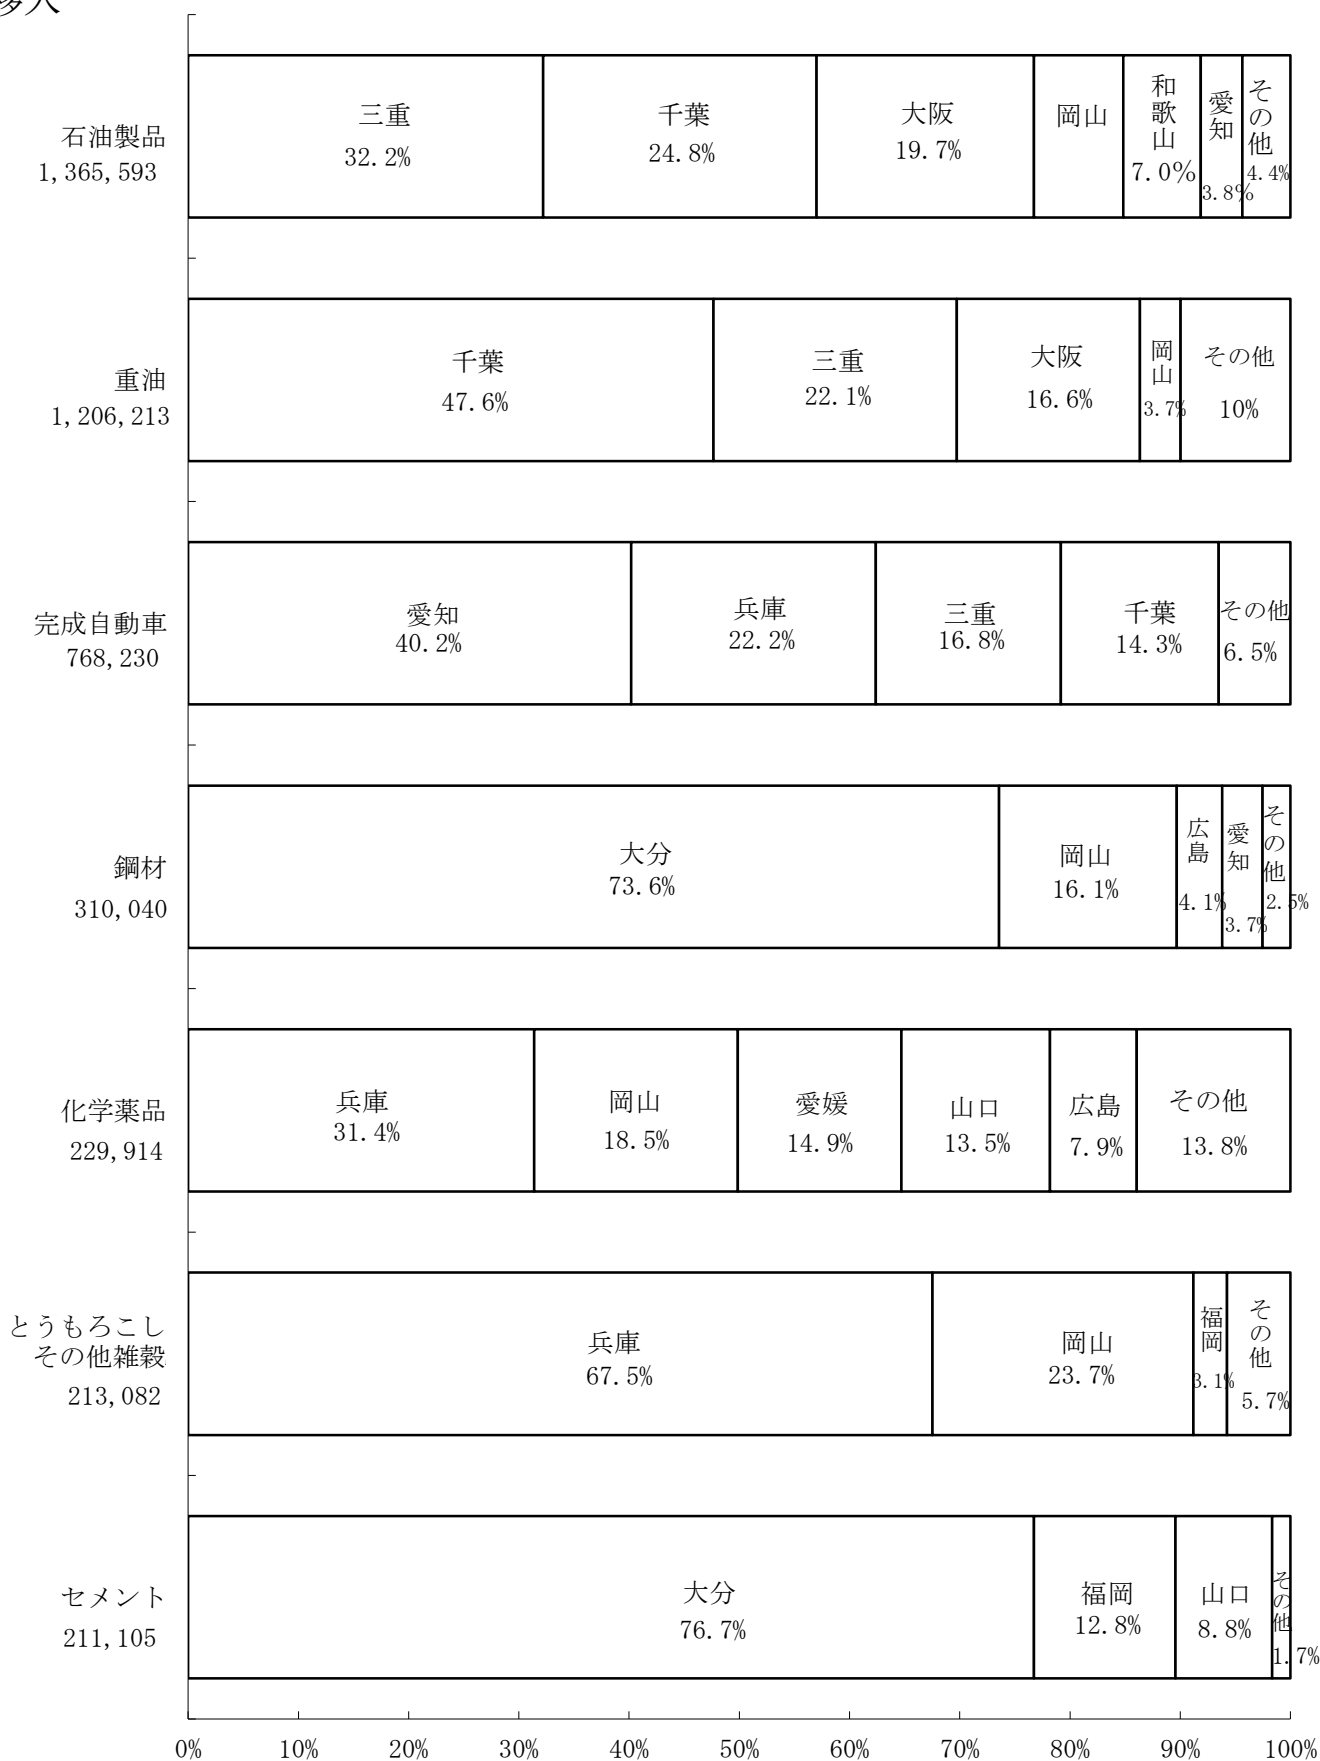 移入
石油製品
1,365,593
三重
32.2%
千葉
24.8%
大阪
19.7%
岡山
和歌山
7.0%
愛知
3.8%
その他
4.4%
重油
1,206,213
千葉
47.6%
三重
22.1%
大阪
16.6%
岡山
3.7%
その他
10%
完成自動車
768,230
愛知
40.2%
兵庫
22.2%
三重
16.8%
千葉
14.3%
その他
6.5%
鋼材
310,040
大分
73.6%
岡山
16.1%
広島
4.1%
愛知
3.7%
その他
2.5%
化学薬品
229,914
兵庫
31.4%
岡山
18.5%
愛媛
14.9%
山口
13.5%
広島
7.9%
その他
13.8%
とうもろこし
その他雑穀
213,082
兵庫
67.5%
岡山
23.7%
福岡
3.1%
その他
5.7%
セメント
211,105
大分
76.7%
福岡
12.8%
山口
8.8%
その他
1.7%
0% 10% 20% 30% 40% 50% 60% 70% 80% 90% 100%